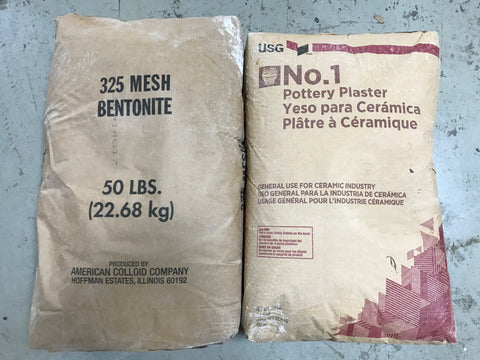 325 MESH
BENTONITE
50 LBS.
(22.68 kg)
PRODUCED BY
AMERICAN COLLOID COMPANY
HOFFMAN ESTATES, ILLINOIS 60192
USG
No.1
Pottery Plaster
Yeso para Cerámica
Plâtre à Céramique
GENERAL USE FOR CERAMIC INDUSTRY
USO GENERAL PARA LA INDUSTRIA DE CERÁMICA
USAGE GÉNÉRAL POUR L'INDUSTRIE CÉRAMIQUE